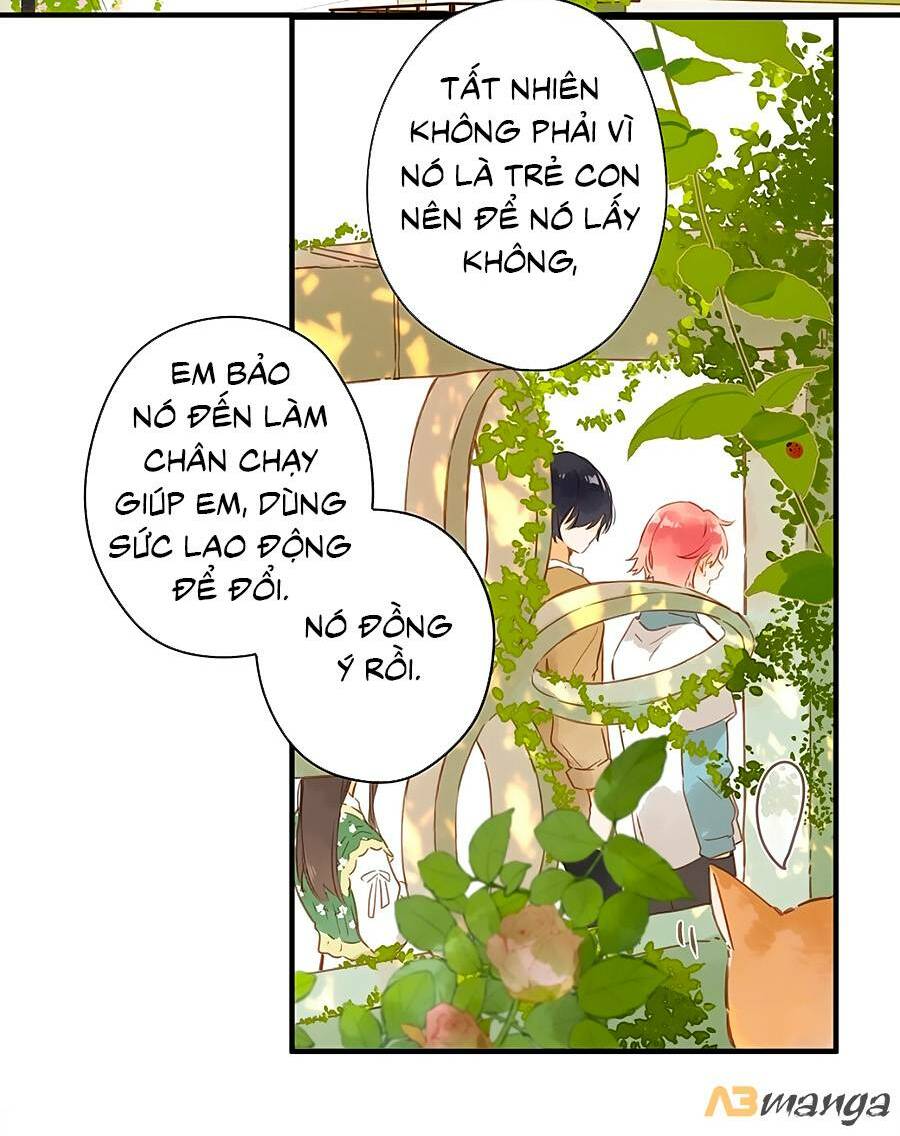 TẤT NHIÊN
KHÔNG PHẢI VÌ
NÓ LÀ TRẺ CON
NÊN ĐỂ NÓ LẤY
KHÔNG,
EM BẢO
NÓ ĐẾN LÀM
CHÂN CHẠY
GIÚP EM, DÙNG
SỨC LAO ĐỘNG
ĐỂ ĐỔI.
NÓ ĐỒNG
Ý RỒI.
A3manga